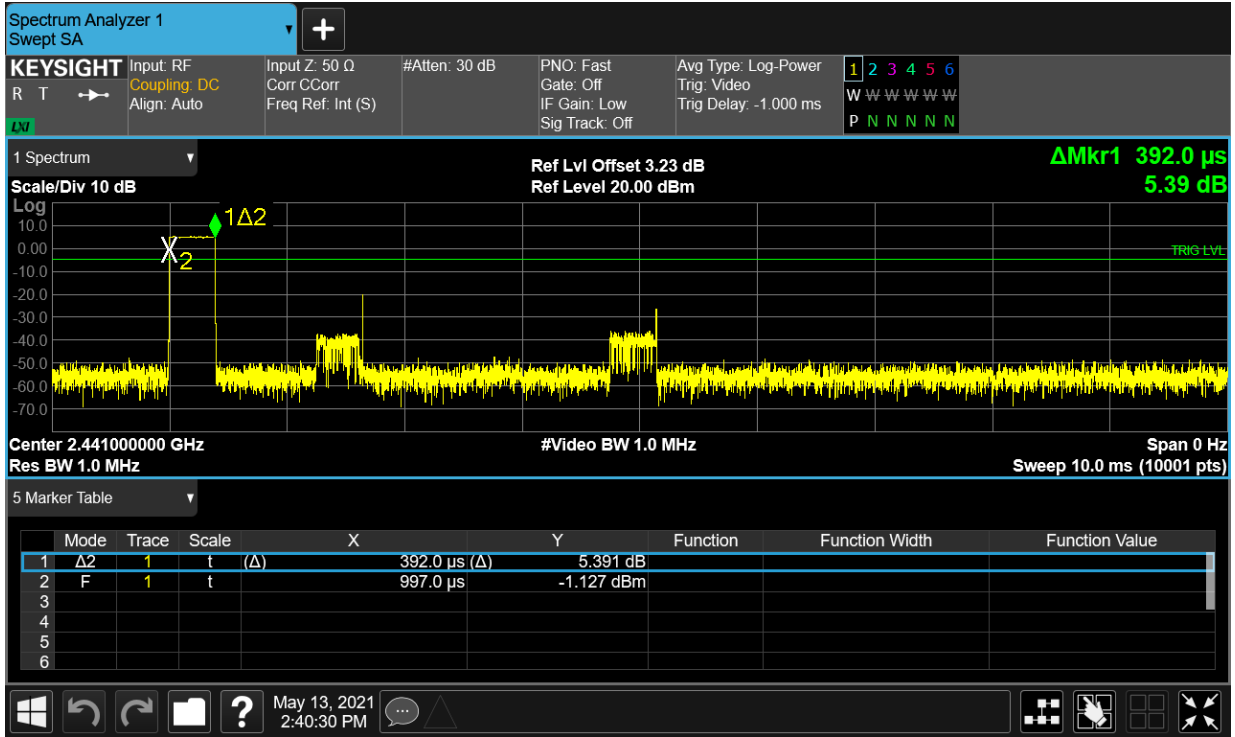 Spectrum Analyzer 1
Swept SA
+
KEYSIGHT
R T
LXI
Input: RF
Coupling: DC
Align: Auto
Input Z: 50 Ω
Corr CCorr
Freq Ref: Int (S)
#Atten: 30 dB
PNO: Fast
Gate: Off
IF Gain: Low
Sig Track: Off
Avg Type: Log-Power
Trig: Video
Trig Delay: -1.000 ms
1 2 3 4 5 6
W W W W W W
P N N N N N
1 Spectrum
Scale/Div 10 dB
Ref Lvl Offset 3.23 dB
Ref Level 20.00 dBm
ΔMkr1 392.0 µs
5.39 dB
Log
10.0
0.00
-10.0
-20.0
-30.0
-40.0
-50.0
-60.0
-70.0
1Δ2
2
TRIG LVL
Center 2.441000000 GHz
#Video BW 1.0 MHz
Span 0 Hz
Res BW 1.0 MHz
Sweep 10.0 ms (10001 pts)
5 Marker Table
Mode Trace Scale X Y Function Function Width Function Value
1 Δ2 1 t (Δ) 392.0 µs (Δ) 5.391 dB
2 F 1 t 997.0 µs -1.127 dBm
3
4
5
6
?
May 13, 2021
2:40:30 PM